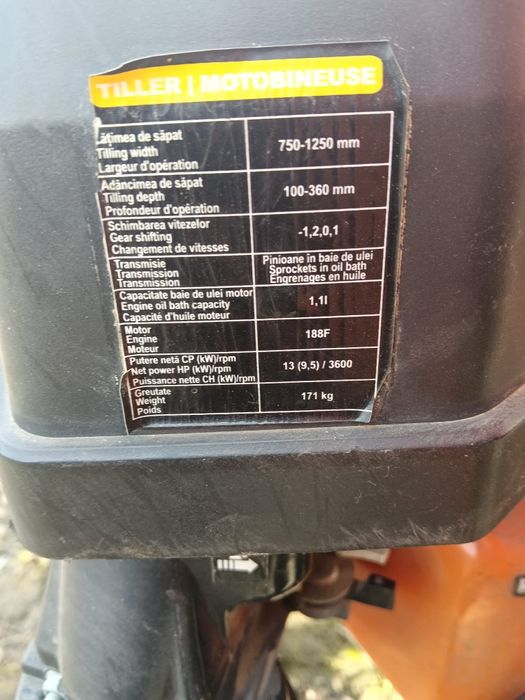 TILLER | MOTOBINEUSE
Lățimea de săpat
Tilling width
Largeur d'opération
750-1250 mm
Adâncimea de săpat
Tilling depth
Profondeur d'opération
100-360 mm
Schimbarea vitezelor
Gear shifting
Changement de vitesses
-1,2,0,1
Transmisie
Transmission
Transmission
Pinioane in baie de ulei
Sprockets in oil bath
Engrenages en huile
Capacitate baie de ulei motor
Engine oil bath capacity
Capacité d'huile moteur
1,1l
Motor
Engine
Moteur
188F
Putere netă CP (kW)/rpm
Net power HP (kW)/rpm
Puissance nette CH (kW)/rpm
13 (9,5) / 3600
Greutate
Weight
Poids
171 kg